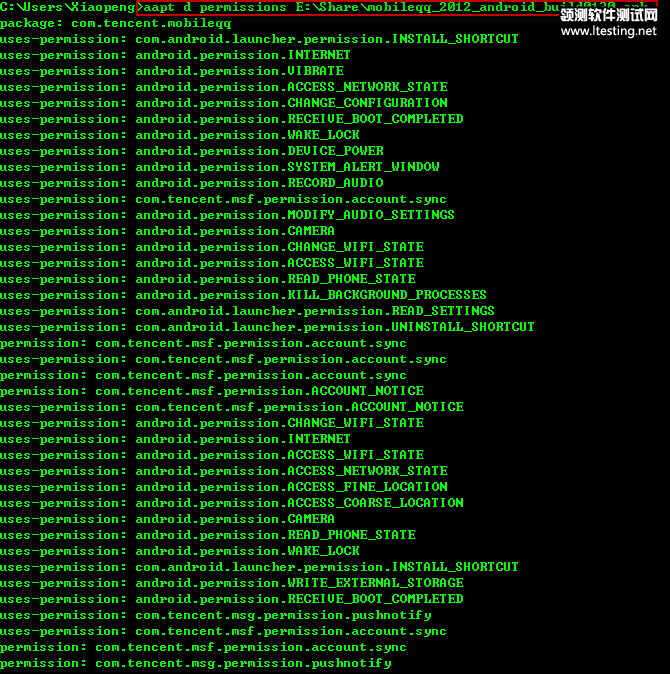 C:\Users\Xiaopeng>aapt d permissions E:\Share\mobileqq_2012_android_build0130.apk
领测软件测试网
www.ltesting.net
package: com.tencent.mobileqq
uses-permission: com.android.launcher.permission.INSTALL_SHORTCUT
uses-permission: android.permission.INTERNET
uses-permission: android.permission.VIBRATE
uses-permission: android.permission.ACCESS_NETWORK_STATE
uses-permission: android.permission.CHANGE_CONFIGURATION
uses-permission: android.permission.RECEIVE_BOOT_COMPLETED
uses-permission: android.permission.WAKE_LOCK
uses-permission: android.permission.DEVICE_POWER
uses-permission: android.permission.SYSTEM_ALERT_WINDOW
uses-permission: android.permission.RECORD_AUDIO
uses-permission: com.tencent.msf.permission.account.sync
uses-permission: android.permission.MODIFY_AUDIO_SETTINGS
uses-permission: android.permission.CAMERA
uses-permission: android.permission.CHANGE_WIFI_STATE
uses-permission: android.permission.ACCESS_WIFI_STATE
uses-permission: android.permission.READ_PHONE_STATE
uses-permission: android.permission.KILL_BACKGROUND_PROCESSES
uses-permission: com.android.launcher.permission.READ_SETTINGS
uses-permission: com.android.launcher.permission.UNINSTALL_SHORTCUT
permission: com.tencent.msf.permission.account.sync
uses-permission: com.tencent.msf.permission.account.sync
permission: com.tencent.msf.permission.account.sync
permission: com.tencent.msf.permission.ACCOUNT_NOTICE
uses-permission: com.tencent.msf.permission.ACCOUNT_NOTICE
uses-permission: android.permission.CHANGE_WIFI_STATE
uses-permission: android.permission.INTERNET
uses-permission: android.permission.ACCESS_WIFI_STATE
uses-permission: android.permission.ACCESS_NETWORK_STATE
uses-permission: android.permission.ACCESS_FINE_LOCATION
uses-permission: android.permission.ACCESS_COARSE_LOCATION
uses-permission: android.permission.CAMERA
uses-permission: android.permission.READ_PHONE_STATE
uses-permission: android.permission.WAKE_LOCK
uses-permission: com.android.launcher.permission.INSTALL_SHORTCUT
uses-permission: android.permission.WRITE_EXTERNAL_STORAGE
uses-permission: android.permission.RECEIVE_BOOT_COMPLETED
uses-permission: com.tencent.msg.permission.pushnotify
uses-permission: com.tencent.msf.permission.account.sync
permission: com.tencent.msf.permission.account.sync
permission: com.tencent.msg.permission.pushnotify